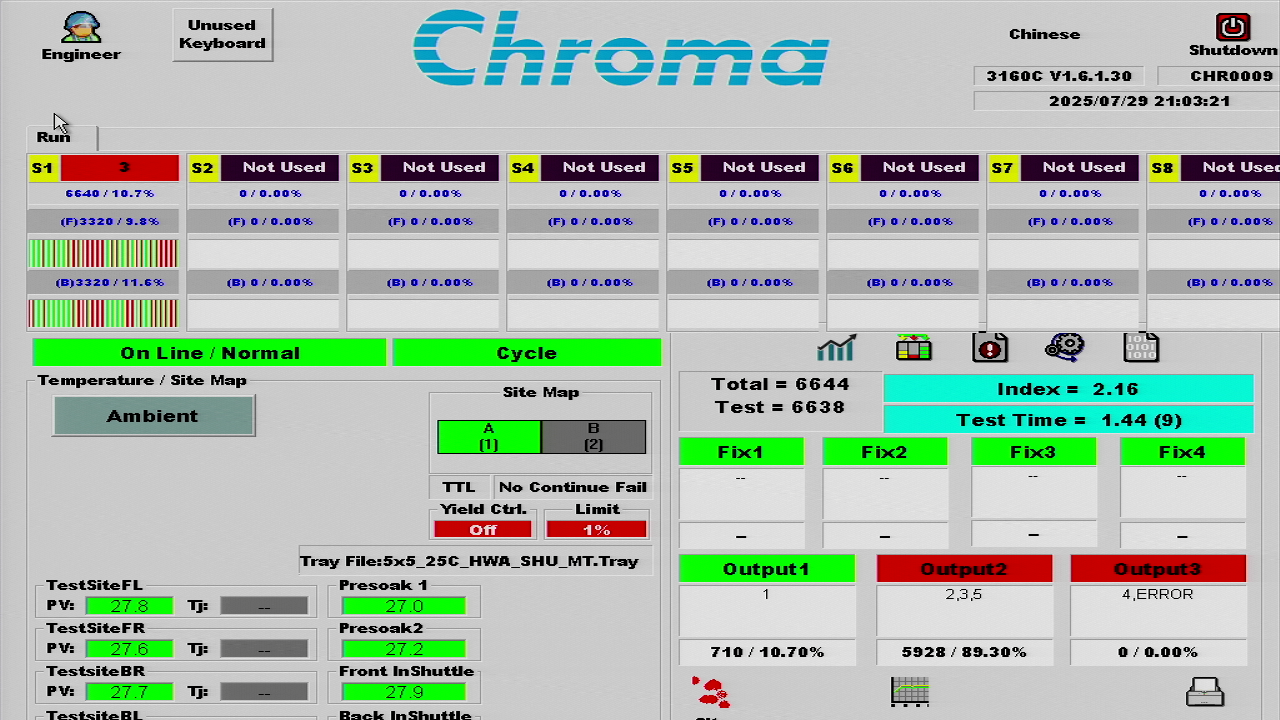 Engineer
Unused
Keyboard
Chroma
Chinese
Shutdown
3160C V1.6.1.30
CHR0009
2025/07/29 21:03:21
Run
S1 3
S2 Not Used
S3 Not Used
S4 Not Used
S5 Not Used
S6 Not Used
S7 Not Used
S8 Not Use
6640 / 10.7%
0 / 0.00%
0 / 0.00%
0 / 0.00%
0 / 0.00%
0 / 0.00%
0 / 0.00%
0 / 0.00%
(F)3320 / 9.8%
(F) 0 / 0.00%
(F) 0 / 0.00%
(F) 0 / 0.00%
(F) 0 / 0.00%
(F) 0 / 0.00%
(F) 0 / 0.00%
(F) 0 / 0.00%
(B)3320 / 11.6%
(B) 0 / 0.00%
(B) 0 / 0.00%
(B) 0 / 0.00%
(B) 0 / 0.00%
(B) 0 / 0.00%
(B) 0 / 0.00%
(B) 0 / 0.00%
On Line / Normal
Cycle
Temperature / Site Map
Ambient
Site Map
A
(1)
B
(2)
TTL
No Continue Fail
Yield Ctrl.
Off
Limit
1%
Tray File:5x5_25C_HWA_SHU_MT.Tray
TestSiteFL
PV: 27.8 Tj: --
TestSiteFR
PV: 27.6 Tj: --
TestsiteBR
PV: 27.7 Tj: --
TestsiteBL
Presoak 1
27.0
Presoak2
27.2
Front InShuttle
27.9
Back InShuttle
Total = 6644
Test = 6638
Index = 2.16
Test Time = 1.44 (9)
Fix1
--
--
Fix2
--
--
Fix3
--
--
Fix4
--
--
Output1
1
710 / 10.70%
Output2
2,3,5
5928 / 89.30%
Output3
4,ERROR
0 / 0.00%